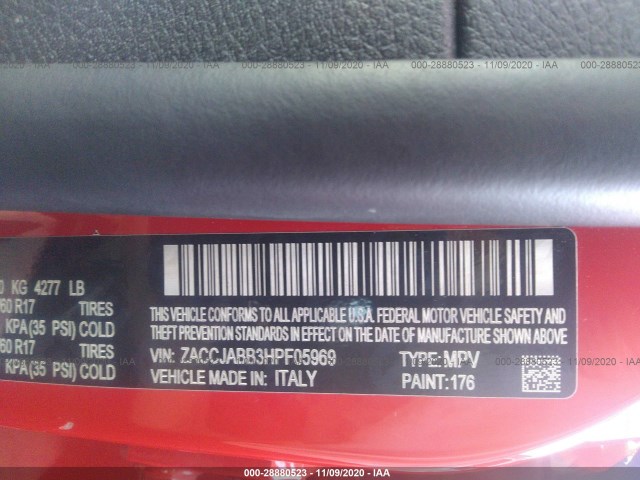 000-28880523 - 11/09/2020 - IAA
KG 4277 LB
60 R17 TIRES
KPA(35 PSI) COLD
60 R17 TIRES
KPA(35 PSI) COLD
THIS VEHICLE CONFORMS TO ALL APPLICABLE U.S.A. FEDERAL MOTOR VEHICLE SAFETY AND
THEFT PREVENTION STANDARDS IN EFFECT ON THE DATE OF MANUFACTURE SHOWN ABOVE
VIN: ZACCJABB3HPF05969 TYPE: MPV
VEHICLE MADE IN: ITALY PAINT: 176
000-28880523 - 11/09/2020 - IAA
000-28880523 - 11/09/2020 - IAA